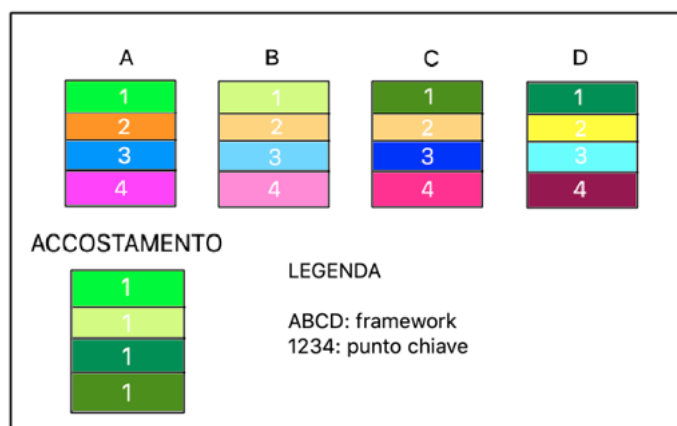 A B C D
1 1 1 1
2 2 2 2
3 3 3 3
4 4 4 4
ACCOSTAMENTO
1
1
1
1
LEGENDA
ABCD: framework
1234: punto chiave